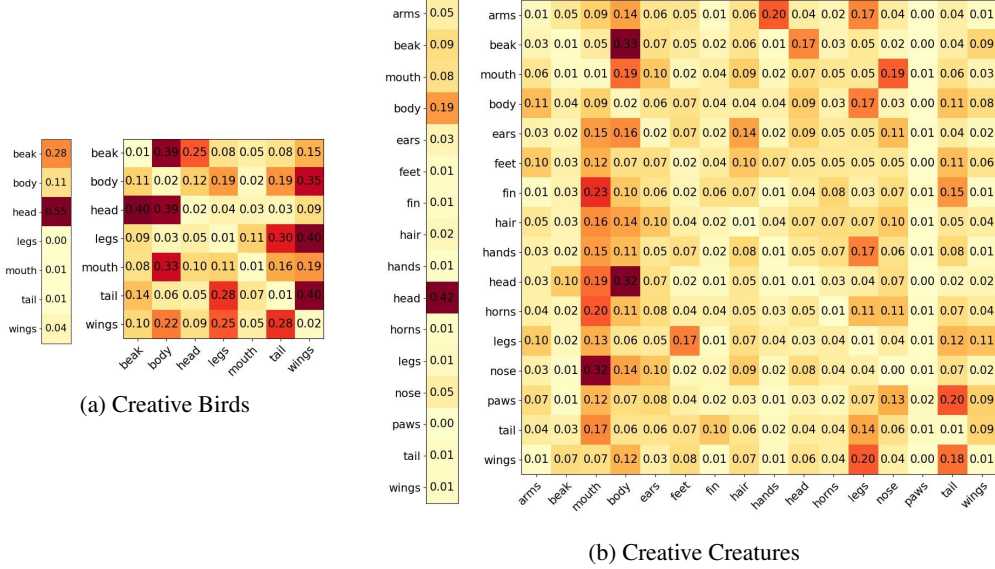 beak 0.28
body 0.11
head 0.55
legs 0.00
mouth 0.01
tail 0.01
wings 0.04
beak 0.01 0.39 0.25 0.08 0.05 0.08 0.15
body 0.11 0.02 0.12 0.19 0.02 0.19 0.35
head 0.40 0.39 0.02 0.04 0.03 0.03 0.09
legs 0.09 0.03 0.05 0.01 0.11 0.30 0.40
mouth 0.08 0.33 0.10 0.11 0.01 0.16 0.19
tail 0.14 0.06 0.05 0.28 0.07 0.01 0.40
wings 0.10 0.22 0.09 0.25 0.05 0.28 0.02
beak body head legs mouth tail wings
(a) Creative Birds
arms 0.05
beak 0.09
mouth 0.08
body 0.19
ears 0.03
feet 0.01
fin 0.01
hair 0.02
hands 0.01
head 0.42
horns 0.01
legs 0.01
nose 0.05
paws 0.00
tail 0.01
wings 0.01
arms 0.01 0.05 0.09 0.14 0.06 0.05 0.01 0.06 0.20 0.04 0.02 0.17 0.04 0.00 0.04 0.01
beak 0.03 0.01 0.05 0.33 0.07 0.05 0.02 0.06 0.01 0.17 0.03 0.05 0.02 0.00 0.04 0.09
mouth 0.06 0.01 0.01 0.19 0.10 0.02 0.04 0.09 0.02 0.07 0.05 0.05 0.19 0.01 0.06 0.03
body 0.11 0.04 0.09 0.02 0.06 0.07 0.04 0.04 0.04 0.09 0.03 0.17 0.03 0.00 0.11 0.08
ears 0.03 0.02 0.15 0.16 0.02 0.07 0.02 0.14 0.02 0.09 0.05 0.05 0.11 0.01 0.04 0.02
feet 0.10 0.03 0.12 0.07 0.07 0.02 0.04 0.10 0.07 0.05 0.05 0.05 0.05 0.01 0.11 0.06
fin 0.01 0.03 0.23 0.10 0.06 0.02 0.06 0.07 0.01 0.04 0.08 0.03 0.07 0.01 0.15 0.01
hair 0.05 0.03 0.16 0.14 0.10 0.04 0.02 0.01 0.04 0.07 0.07 0.07 0.10 0.01 0.05 0.04
hands 0.03 0.02 0.15 0.11 0.05 0.07 0.02 0.08 0.01 0.04 0.07 0.17 0.06 0.01 0.08 0.01
head 0.03 0.10 0.19 0.32 0.07 0.02 0.01 0.05 0.01 0.01 0.03 0.04 0.07 0.00 0.02 0.02
horns 0.04 0.02 0.20 0.11 0.08 0.04 0.04 0.05 0.03 0.05 0.01 0.11 0.11 0.01 0.07 0.04
legs 0.10 0.02 0.13 0.06 0.05 0.17 0.01 0.07 0.04 0.03 0.04 0.01 0.04 0.01 0.12 0.11
nose 0.03 0.01 0.32 0.14 0.10 0.02 0.02 0.09 0.02 0.08 0.04 0.04 0.00 0.01 0.07 0.02
paws 0.07 0.01 0.12 0.07 0.08 0.04 0.02 0.03 0.01 0.03 0.02 0.07 0.13 0.02 0.20 0.09
tail 0.04 0.03 0.17 0.06 0.06 0.07 0.10 0.06 0.02 0.04 0.03 0.14 0.06 0.01 0.01 0.09
wings 0.01 0.07 0.07 0.12 0.03 0.08 0.01 0.07 0.01 0.06 0.04 0.20 0.04 0.00 0.18 0.01
arms beak mouth body ears feet fin hair hands head horns legs nose paws tail wings
(b) Creative Creatures